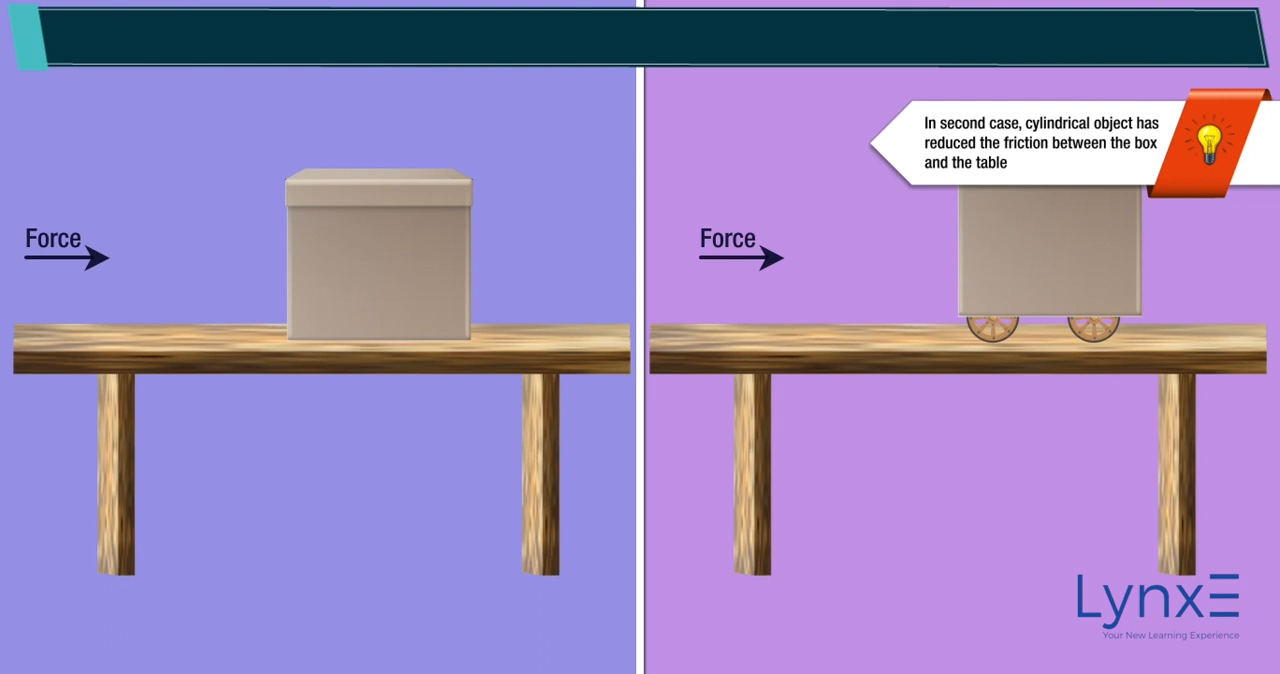 In second case, cylindrical object has
reduced the friction between the box
and the table
Force
Force
LynxE
Your New Learning Experience